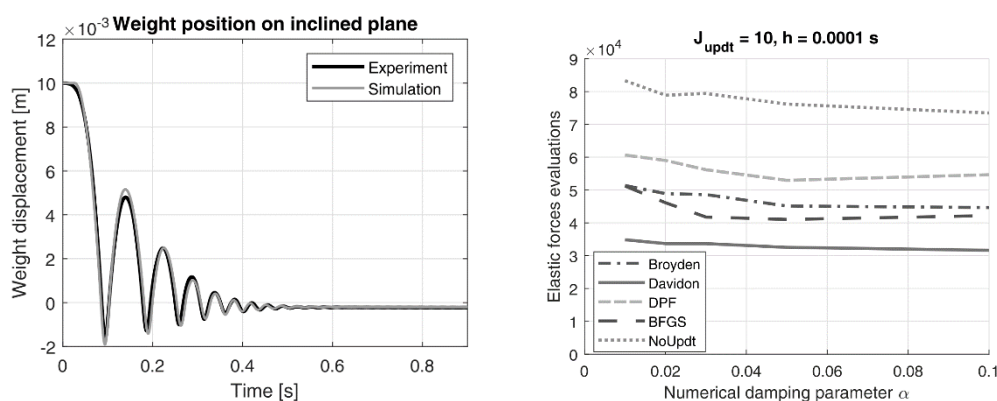 Weight position on inclined plane
× 10⁻³
12
10
8
6
4
2
0
-2
0
0.2
0.4
0.6
0.8
Weight displacement [m]
Time [s]
Experiment
Simulation
J_updt = 10, h = 0.0001 s
× 10⁴
9
8
7
6
5
4
3
2
1
0
0
0.02
0.04
0.06
0.08
0.1
Elastic forces evaluations
Numerical damping parameter α
Broyden
Davidon
DPF
BFGS
NoUpdt